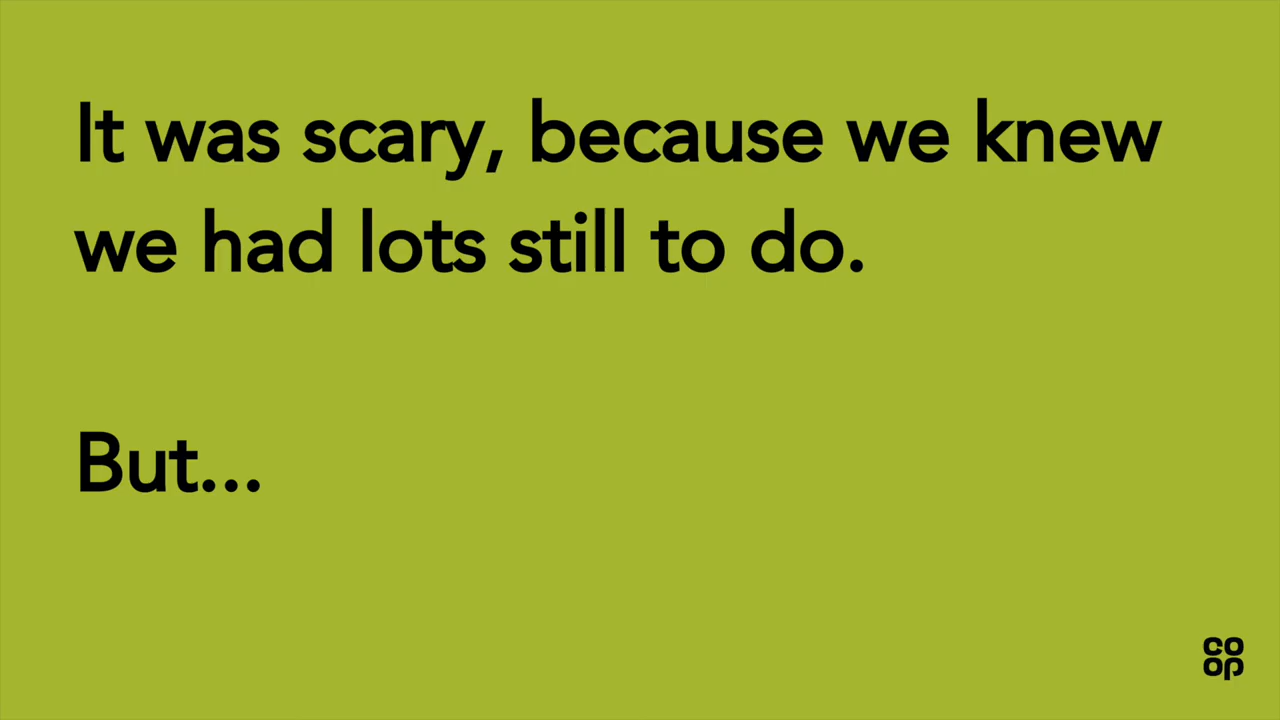 It was scary, because we knew
we had lots still to do.
But...
co
op